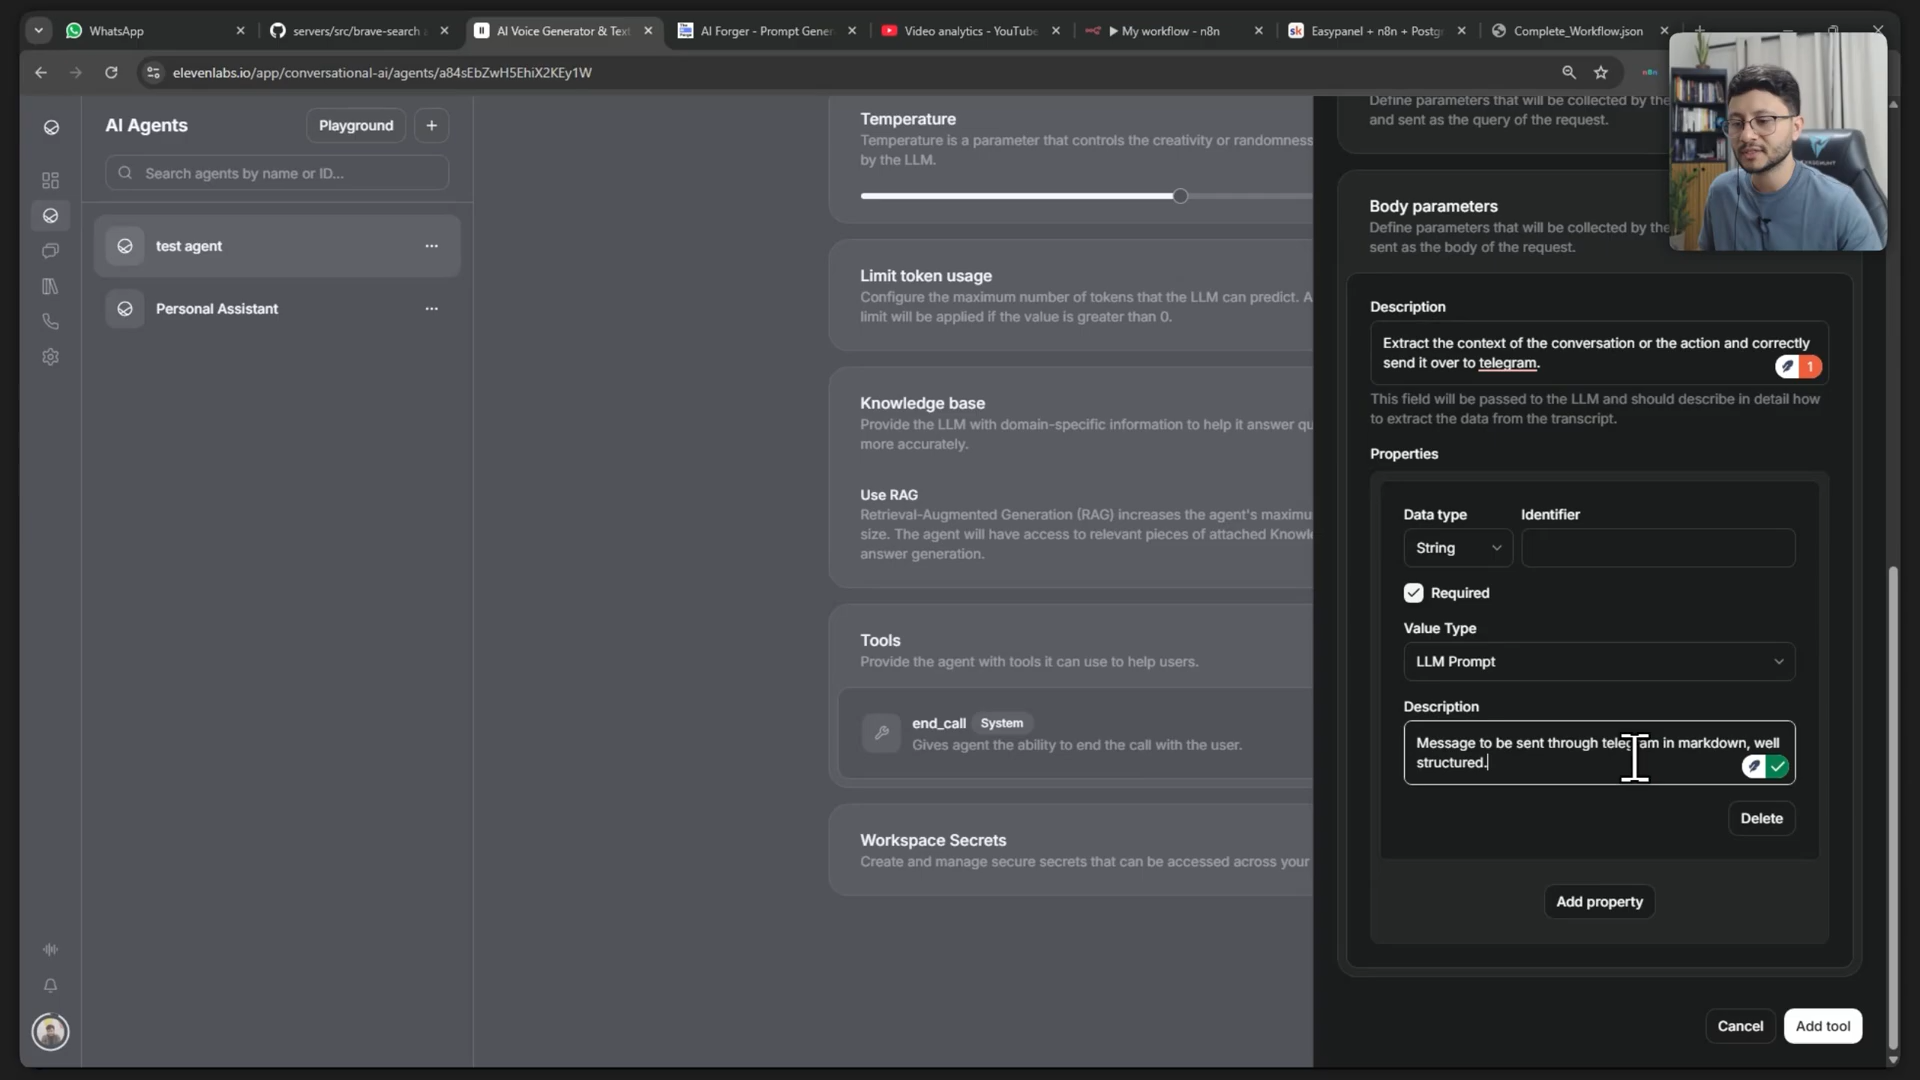 WhatsApp
servers/src/brave-search
AI Voice Generator & Text
AI Forger - Prompt Gener
Video analytics - YouTube
My workflow - n8n
Easypanel + n8n + Postg
Complete_Workflow.json
elevenlabs.io/app/conversational-ai/agents/a84sEbZwH5EhiX2KEy1W
AI Agents
Playground
Search agents by name or ID...
test agent
Personal Assistant
Temperature
Temperature is a parameter that controls the creativity or randomness
by the LLM.
Limit token usage
Configure the maximum number of tokens that the LLM can predict. A
limit will be applied if the value is greater than 0.
Knowledge base
Provide the LLM with domain-specific information to help it answer qu
more accurately.
Use RAG
Retrieval-Augmented Generation (RAG) increases the agent's maximu
size. The agent will have access to relevant pieces of attached Knowle
answer generation.
Tools
Provide the agent with tools it can use to help users.
end_call System
Gives agent the ability to end the call with the user.
Workspace Secrets
Create and manage secure secrets that can be accessed across your
Define parameters that will be collected by the
and sent as the query of the request.
Body parameters
Define parameters that will be collected by the
sent as the body of the request.
Description
Extract the context of the conversation or the action and correctly
send it over to telegram.
1
This field will be passed to the LLM and should describe in detail how
to extract the data from the transcript.
Properties
Data type Identifier
String
Required
Value Type
LLM Prompt
Description
Message to be sent through telegram in markdown, well
structured.
Delete
Add property
Cancel
Add tool